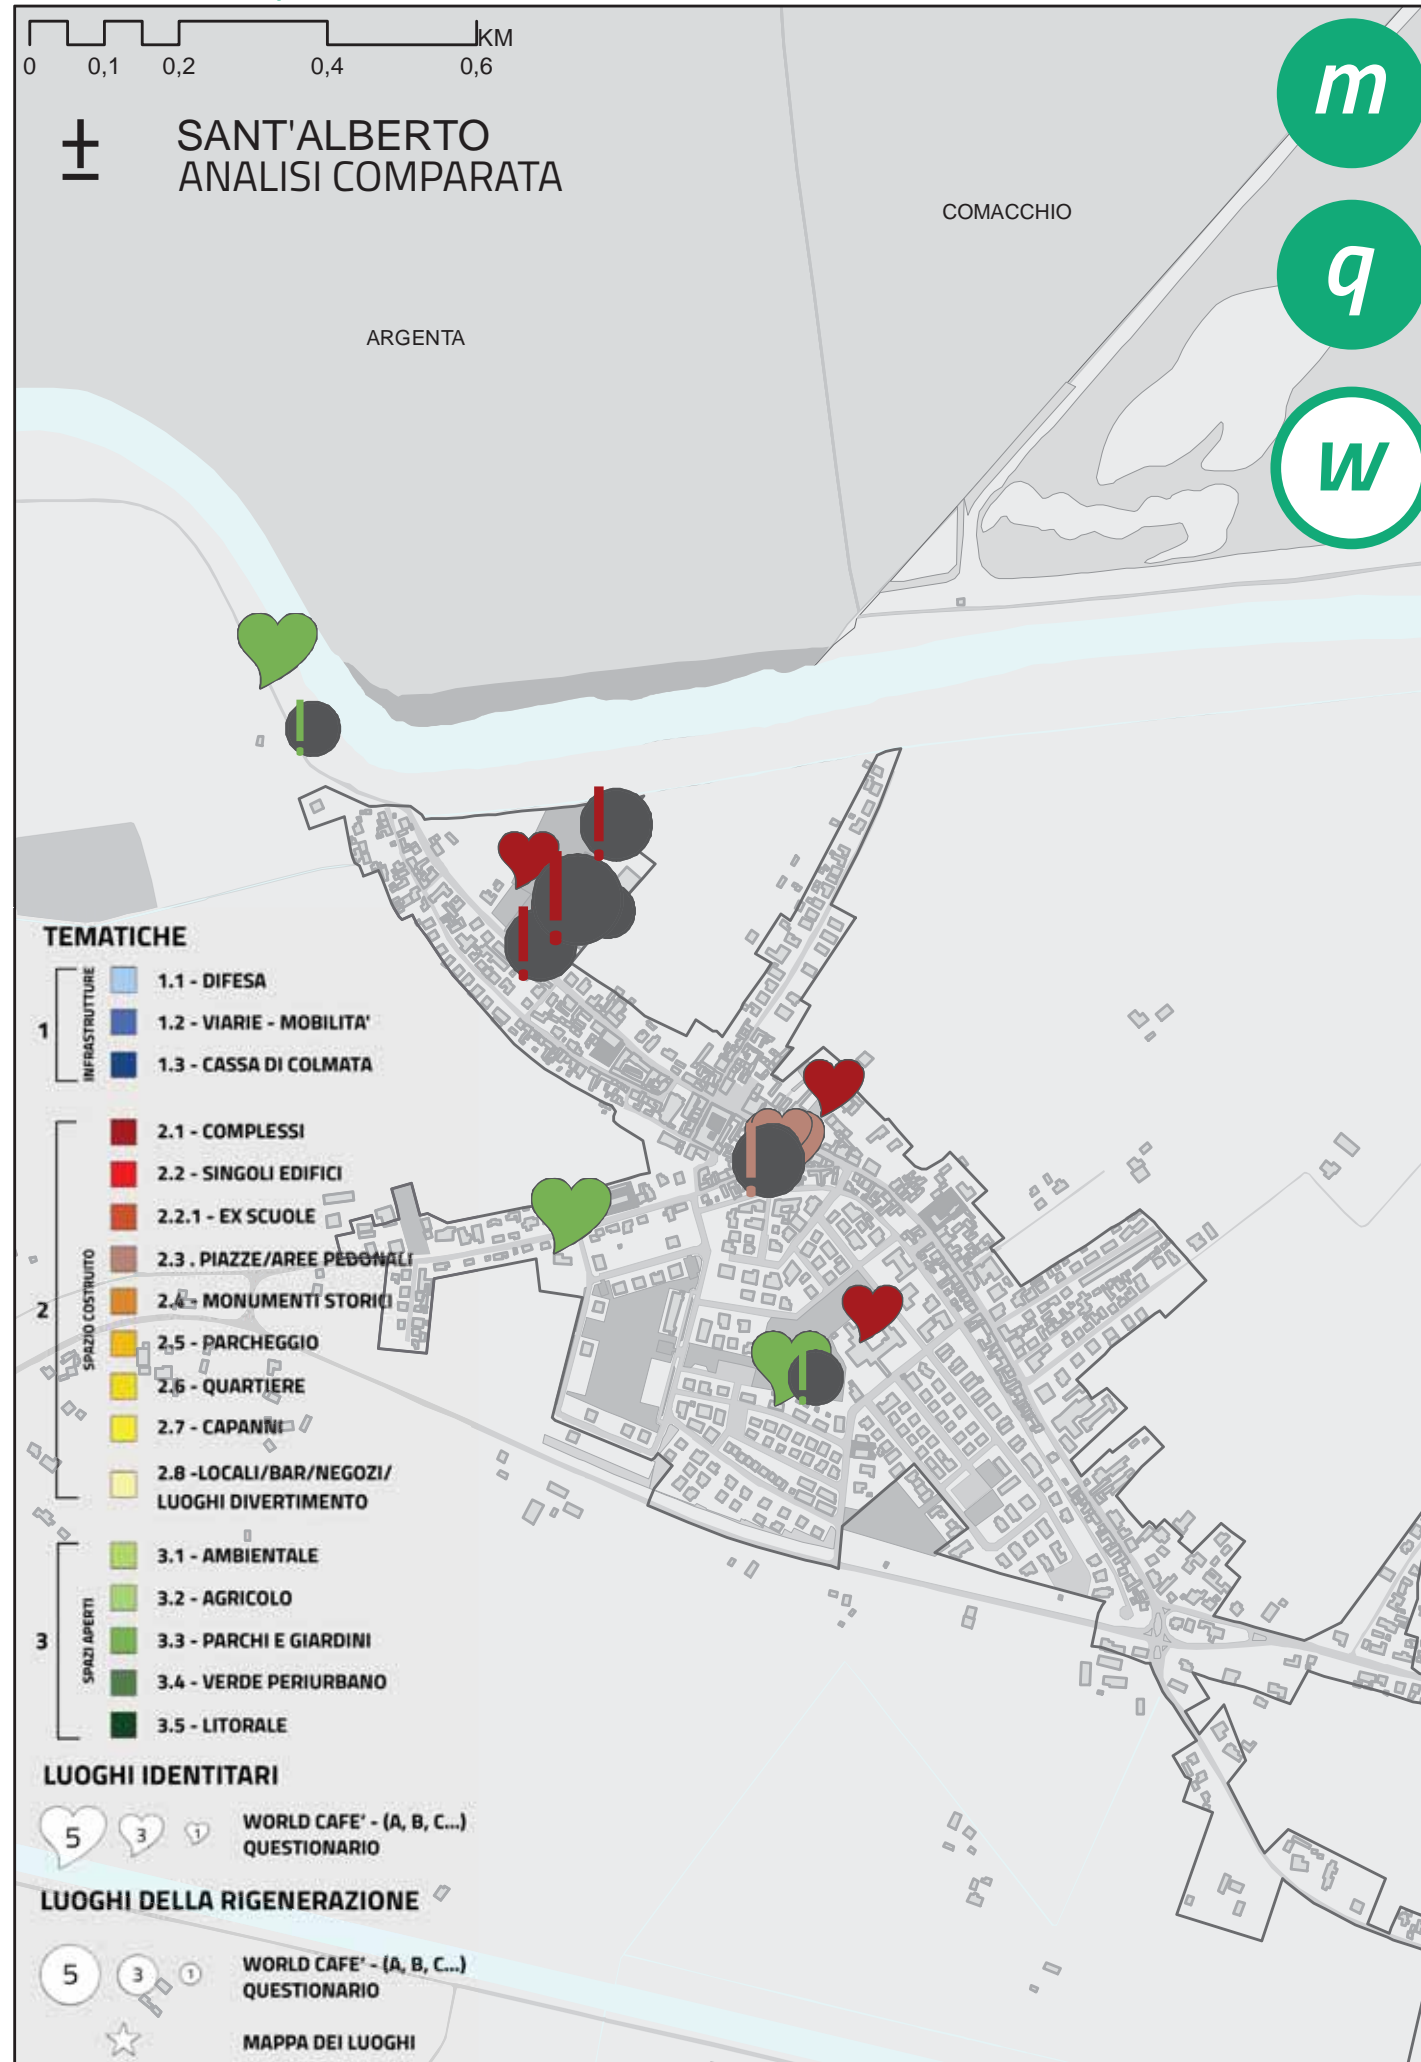 KM
0 0,1 0,2 0,4 0,6
±
SANT'ALBERTO
ANALISI COMPARATA
m
q
w
COMACCHIO
ARGENTA
TEMATICHE
1
INFRASTRUTTURE
1.1 - DIFESA
1.2 - VIARIE - MOBILITA'
1.3 - CASSA DI COLMATA
2
SPAZIO COSTRUITO
2.1 - COMPLESSI
2.2 - SINGOLI EDIFICI
2.2.1 - EX SCUOLE
2.3 . PIAZZE/AREE PEDONALI
2.4 - MONUMENTI STORICI
2.5 - PARCHEGGIO
2.6 - QUARTIERE
2.7 - CAPANNI
2.8 -LOCALI/BAR/NEGOZI/
LUOGHI DIVERTIMENTO
3
SPAZI APERTI
3.1 - AMBIENTALE
3.2 - AGRICOLO
3.3 - PARCHI E GIARDINI
3.4 - VERDE PERIURBANO
3.5 - LITORALE
LUOGHI IDENTITARI
5 3 1
WORLD CAFE' - (A, B, C...)
QUESTIONARIO
LUOGHI DELLA RIGENERAZIONE
5 3 1
WORLD CAFE' - (A, B, C...)
QUESTIONARIO
MAPPA DEI LUOGHI
!
!
!
!
!
!